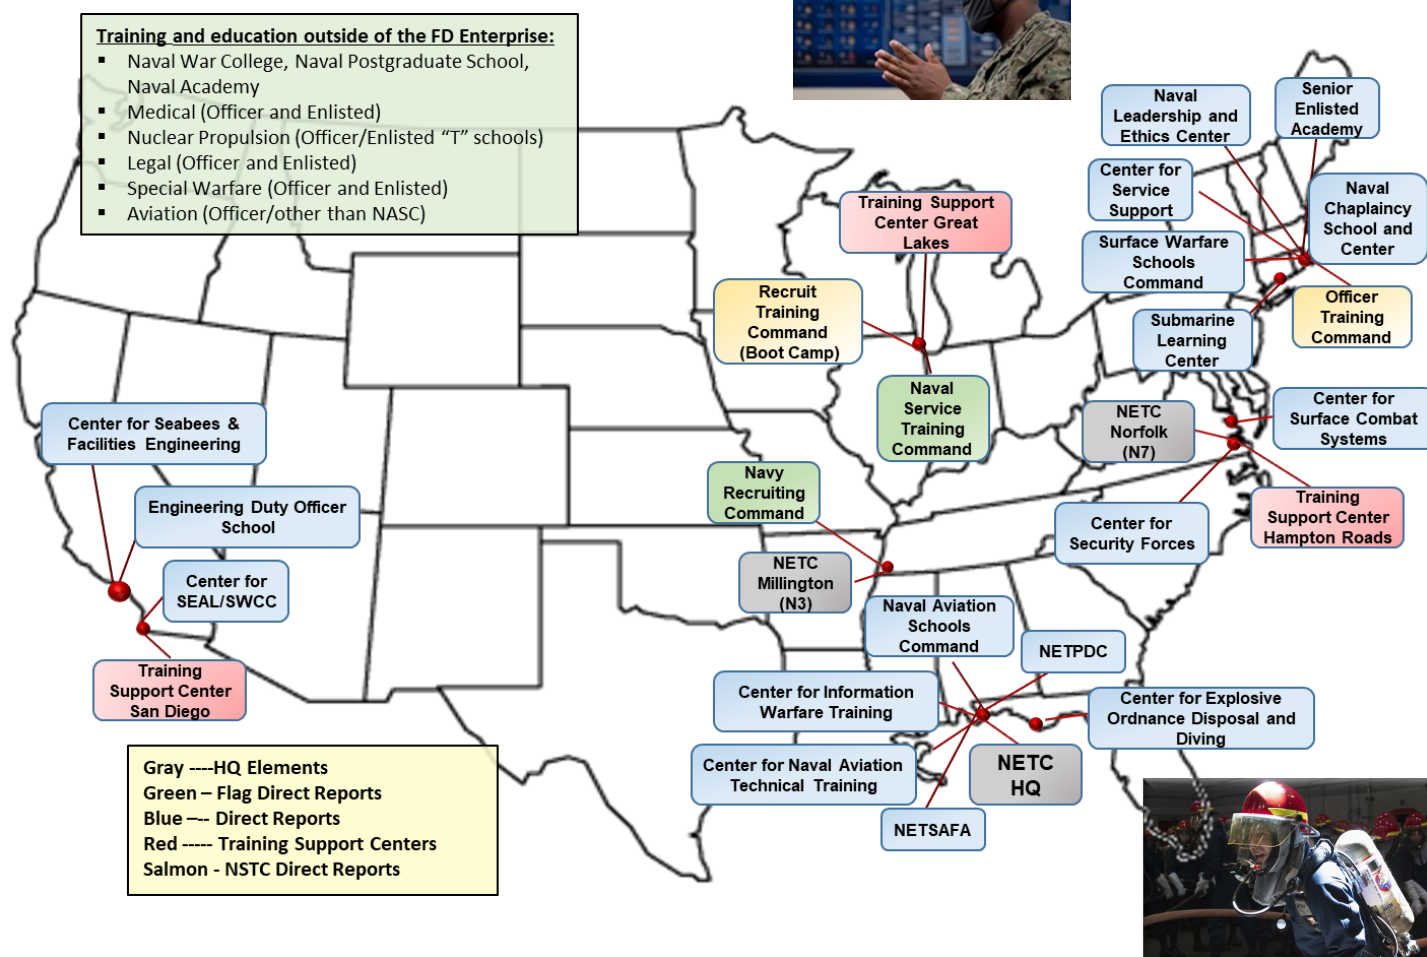 Training and education outside of the FD Enterprise:
▪ Naval War College, Naval Postgraduate School,
Naval Academy
▪ Medical (Officer and Enlisted)
▪ Nuclear Propulsion (Officer/Enlisted “T” schools)
▪ Legal (Officer and Enlisted)
▪ Special Warfare (Officer and Enlisted)
▪ Aviation (Officer/other than NASC)
Naval
Leadership and
Ethics Center
Senior
Enlisted
Academy
Center for
Service
Support
Naval
Chaplaincy
School and
Center
Training Support
Center Great
Lakes
Surface Warfare
Schools
Command
Recruit
Training
Command
(Boot Camp)
Officer
Training
Command
Submarine
Learning
Center
Naval
Service
Training
Command
NETC
Norfolk
(N7)
Center for
Surface Combat
Systems
Center for Seabees &
Facilities Engineering
Navy
Recruiting
Command
Engineering Duty Officer
School
Center for
Security Forces
Training
Support Center
Hampton Roads
Center for
SEAL/SWCC
NETC
Millington
(N3)
Naval Aviation
Schools
Command
NETPDC
Training
Support Center
San Diego
Center for Information
Warfare Training
Center for Explosive
Ordnance Disposal and
Diving
Center for Naval Aviation
Technical Training
NETC
HQ
NETSAFA
Gray ----HQ Elements
Green – Flag Direct Reports
Blue –-- Direct Reports
Red ----- Training Support Centers
Salmon - NSTC Direct Reports